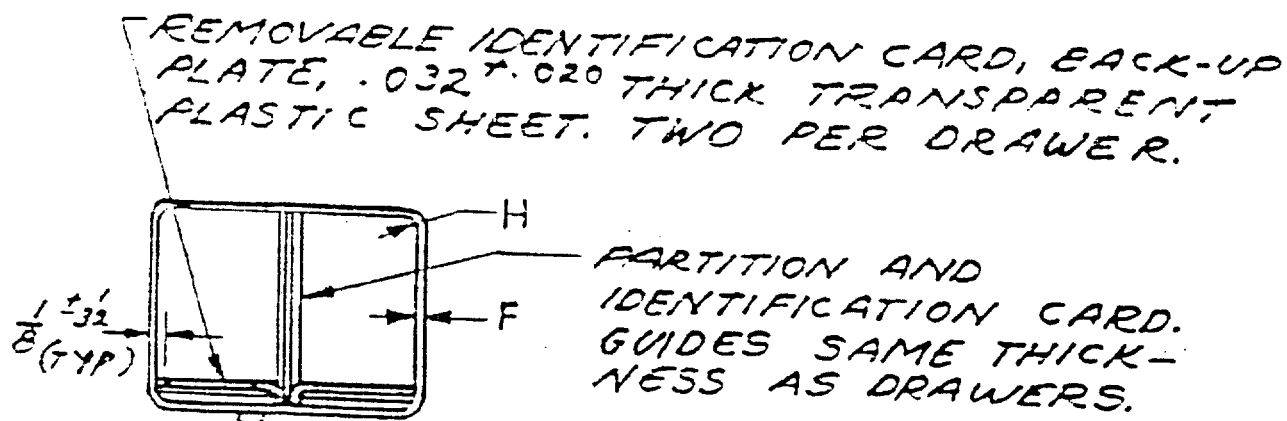 REMOVABLE IDENTIFICATION CARD, BACK-UP
PLATE, .032 +.020 THICK TRANSPARENT
PLASTIC SHEET. TWO PER DRAWER.
H
PARTITION AND
IDENTIFICATION CARD.
GUIDES SAME THICK-
NESS AS DRAWERS.
F
1/8 ± 1/32
(TYP)